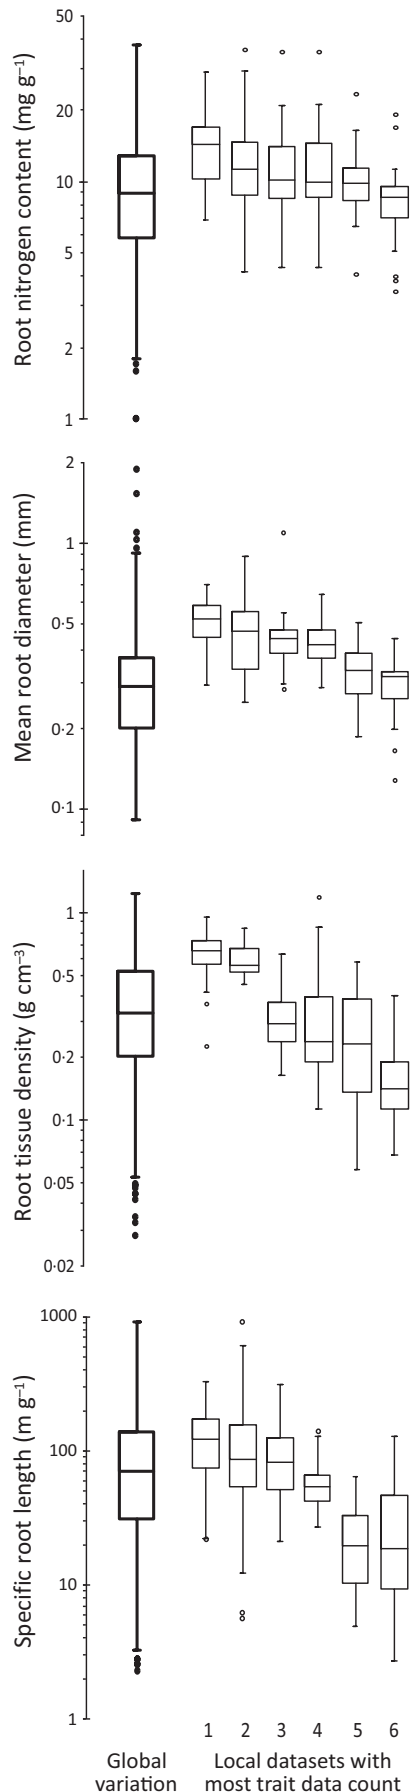 Root nitrogen content (mg g⁻¹)
50
20
10
5
2
1
Mean root diameter (mm)
2
1
0·5
0·2
0·1
Root tissue density (g cm⁻³)
1
0·5
0·2
0·1
0·05
0·02
Specific root length (m g⁻¹)
1000
100
10
1
1 2 3 4 5 6
Global variation
Local datasets with
most trait data count